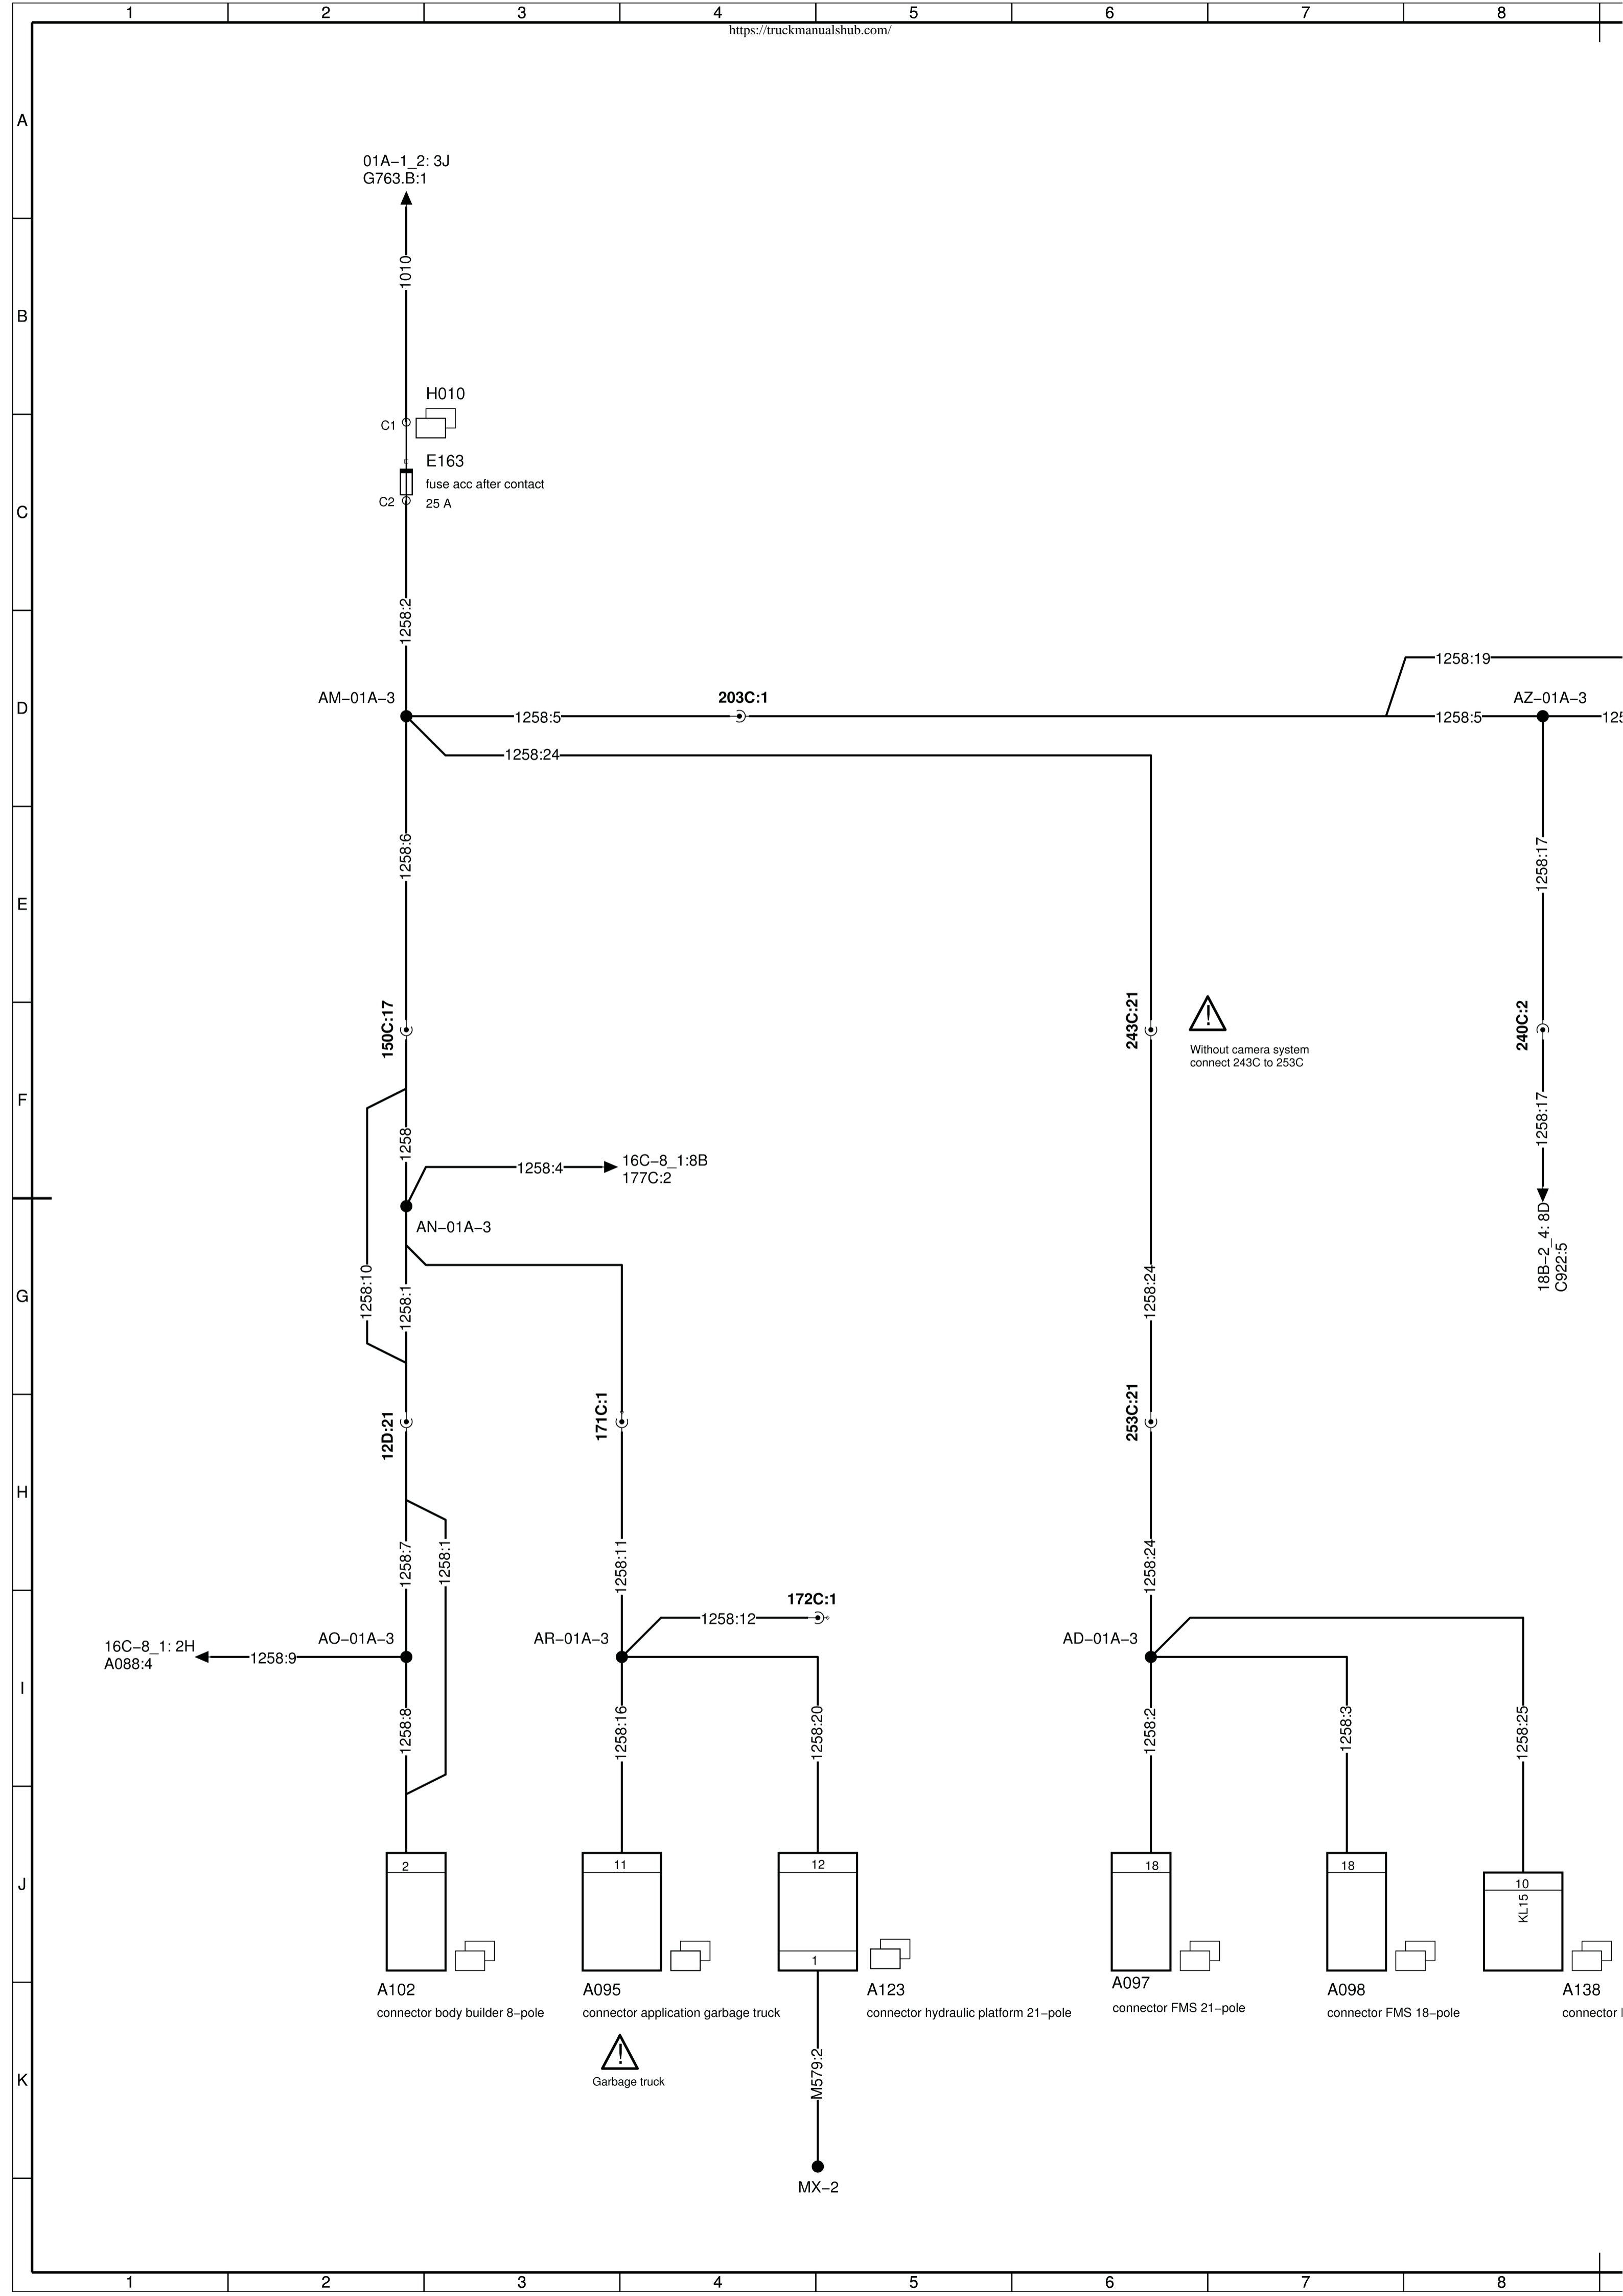 1 2 3 4 5 6 7 8
https://truckmanualshub.com/
A
01A–1_2: 3J
G763.B:1
1010
B
H010
C1
E163
fuse acc after contact
C2
25 A
C
1258:2
1258:19
AM–01A–3
203C:1
AZ–01A–3
D
1258:5
1258:5
1258:24
1258:6
1258:17
E
150C:17
243C:21
240C:2
Without camera system
connect 243C to 253C
F
1258
1258:17
1258:4
16C–8_1:8B
177C:2
AN–01A–3
18B–2_4: 8D
C922:5
G
1258:10
1258:1
1258:24
12D:21
171C:1
253C:21
H
1258:7
1258:1
1258:11
1258:24
172C:1
1258:12
AO–01A–3
AR–01A–3
AD–01A–3
16C–8_1: 2H
A088:4
1258:9
I
1258:8
1258:16
1258:20
1258:2
1258:3
1258:25
2
11
12
18
18
10
KL15
J
1
A102
connector body builder 8–pole
A095
connector application garbage truck
A123
connector hydraulic platform 21–pole
A097
connector FMS 21–pole
A098
connector FMS 18–pole
A138
connector
Garbage truck
K
M579:2
MX–2
1 2 3 4 5 6 7 8